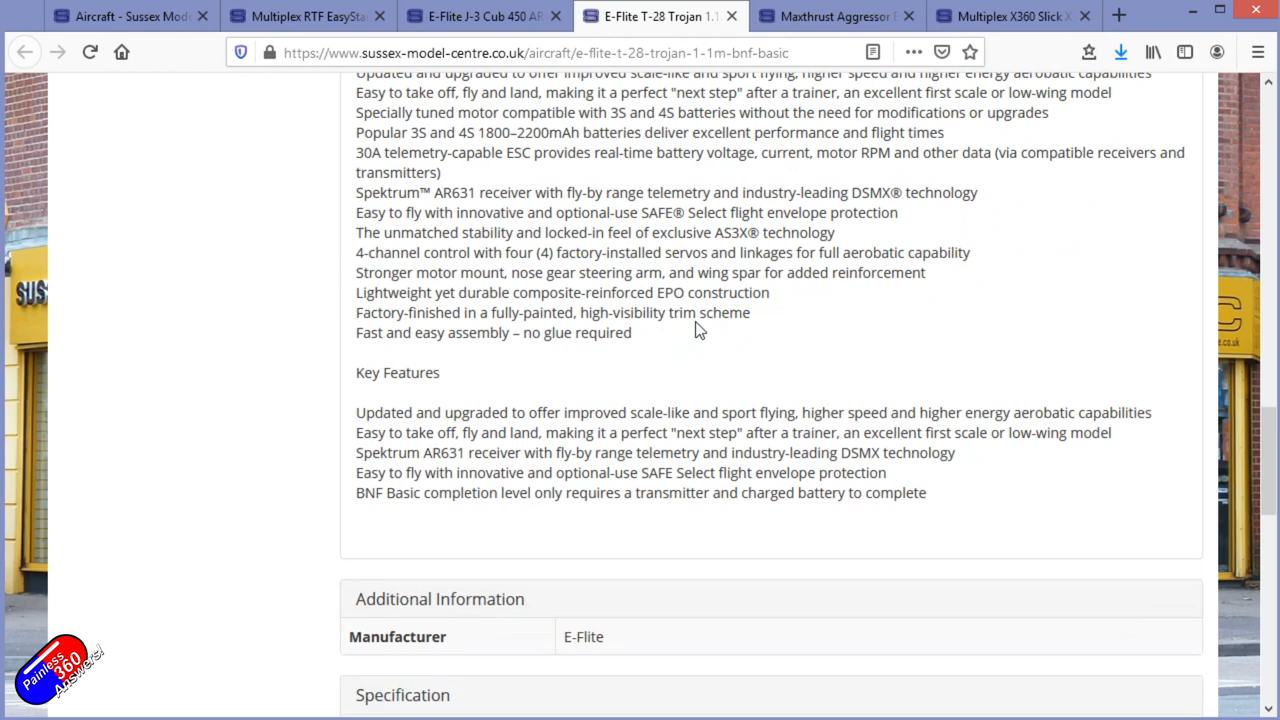 Aircraft - Sussex Mode
Multiplex RTF EasySta
E-Flite J-3 Cub 450 AR
E-Flite T-28 Trojan 1.1
Maxthrust Aggressor
Multiplex X360 Slick X
https://www.sussex-model-centre.co.uk/aircraft/e-flite-t-28-trojan-1-1m-bnf-basic
Updated and upgraded to offer improved scale-like and sport flying, higher speed and higher energy aerobatic capabilities
Easy to take off, fly and land, making it a perfect "next step" after a trainer, an excellent first scale or low-wing model
Specially tuned motor compatible with 3S and 4S batteries without the need for modifications or upgrades
Popular 3S and 4S 1800–2200mAh batteries deliver excellent performance and flight times
30A telemetry-capable ESC provides real-time battery voltage, current, motor RPM and other data (via compatible receivers and
transmitters)
Spektrum™ AR631 receiver with fly-by range telemetry and industry-leading DSMX® technology
Easy to fly with innovative and optional-use SAFE® Select flight envelope protection
The unmatched stability and locked-in feel of exclusive AS3X® technology
4-channel control with four (4) factory-installed servos and linkages for full aerobatic capability
Stronger motor mount, nose gear steering arm, and wing spar for added reinforcement
Lightweight yet durable composite-reinforced EPO construction
Factory-finished in a fully-painted, high-visibility trim scheme
Fast and easy assembly – no glue required
Key Features
Updated and upgraded to offer improved scale-like and sport flying, higher speed and higher energy aerobatic capabilities
Easy to take off, fly and land, making it a perfect "next step" after a trainer, an excellent first scale or low-wing model
Spektrum AR631 receiver with fly-by range telemetry and industry-leading DSMX technology
Easy to fly with innovative and optional-use SAFE Select flight envelope protection
BNF Basic completion level only requires a transmitter and charged battery to complete
Additional Information
Manufacturer E-Flite
Specification
SUS
C
e.co.uk
Painless
360
Answers!